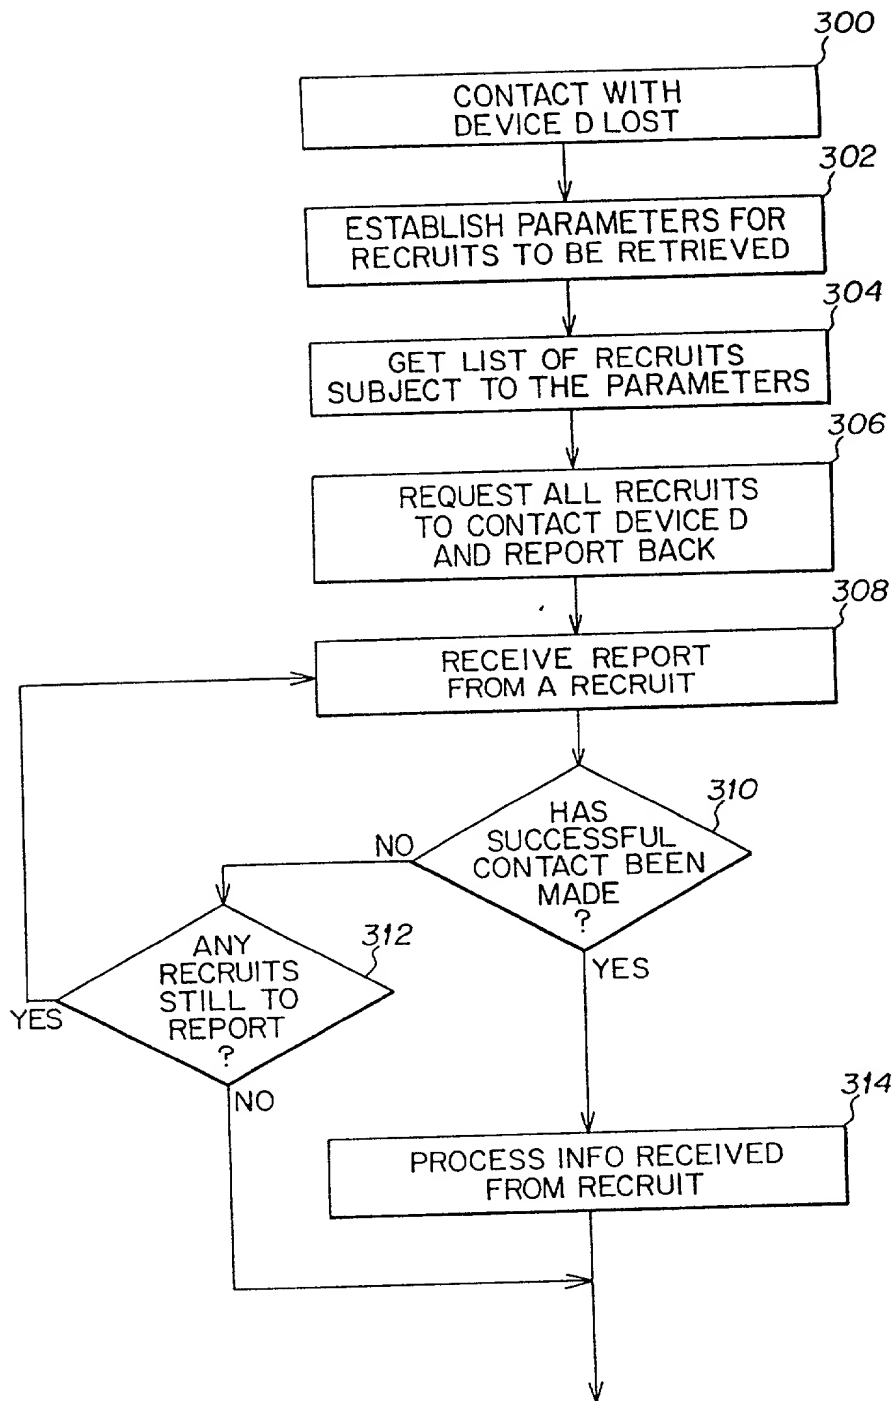 300
CONTACT WITH
DEVICE D LOST
302
ESTABLISH PARAMETERS FOR
RECRUITS TO BE RETRIEVED
304
GET LIST OF RECRUITS
SUBJECT TO THE PARAMETERS
306
REQUEST ALL RECRUITS
TO CONTACT DEVICE D
AND REPORT BACK
308
RECEIVE REPORT
FROM A RECRUIT
310
HAS
SUCCESSFUL
CONTACT BEEN
MADE
?
NO
YES
312
ANY
RECRUITS
STILL TO
REPORT
?
YES
NO
314
PROCESS INFO RECEIVED
FROM RECRUIT